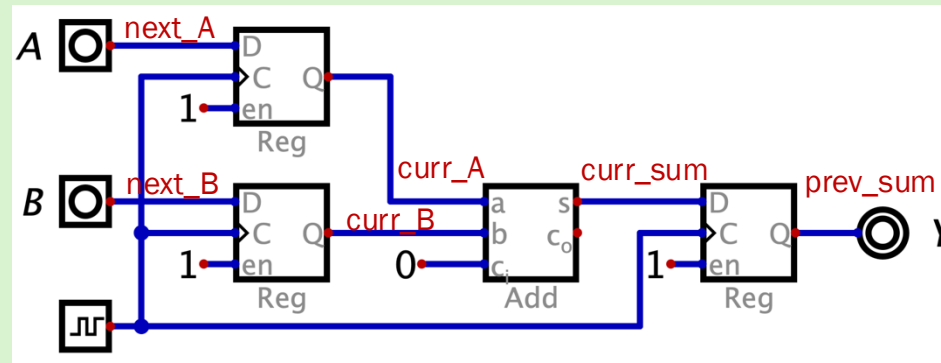 A
next_A
D
C
Q
1
en
Reg
B
next_B
D
C
Q
1
en
Reg
curr_A
curr_B
0
a
s
b
co
ci
Add
curr_sum
D
C
Q
1
en
Reg
prev_sum
Y